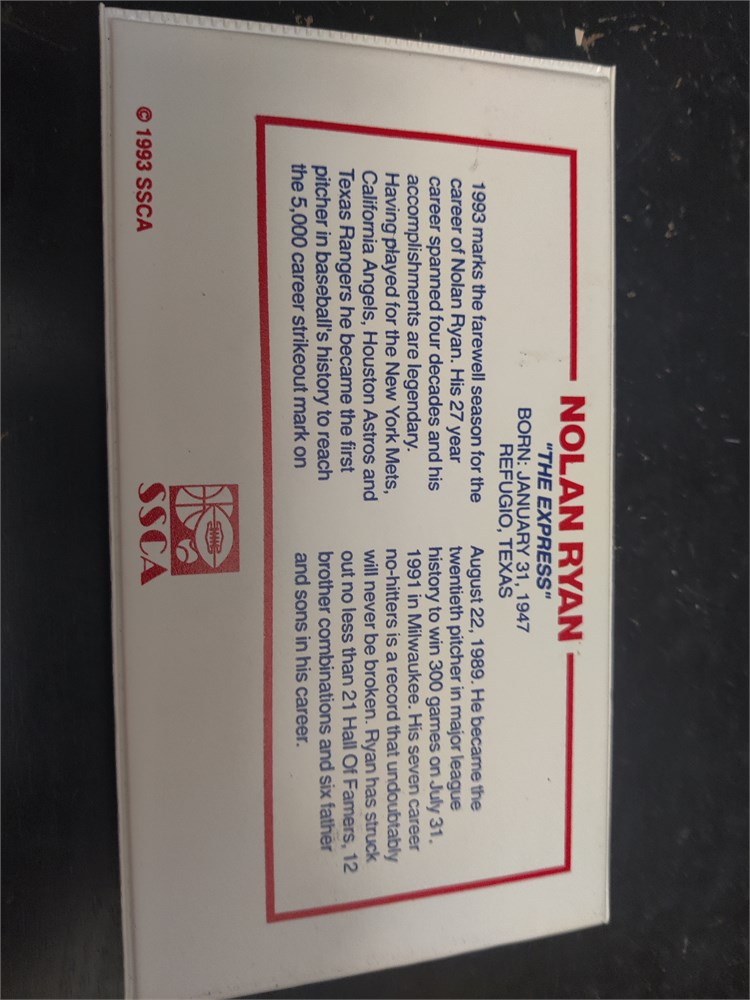 NOLAN RYAN
"THE EXPRESS"
BORN: JANUARY 31, 1947
REFUGIO, TEXAS
1993 marks the farewell season for the
career of Nolan Ryan. His 27 year
career spanned four decades and his
accomplishments are legendary.
Having played for the New York Mets,
California Angels, Houston Astros and
Texas Rangers he became the first
pitcher in baseball's history to reach
the 5,000 career strikeout mark on
August 22, 1989. He became the
twentieth pitcher in major league
history to win 300 games on July 31.
1991 in Milwaukee. His seven career
no-hitters is a record that undoubtably
will never be broken. Ryan has struck
out no less than 21 Hall Of Famers, 12
brother combinations and six father
and sons in his career.
SSCA
© 1993 SSCA